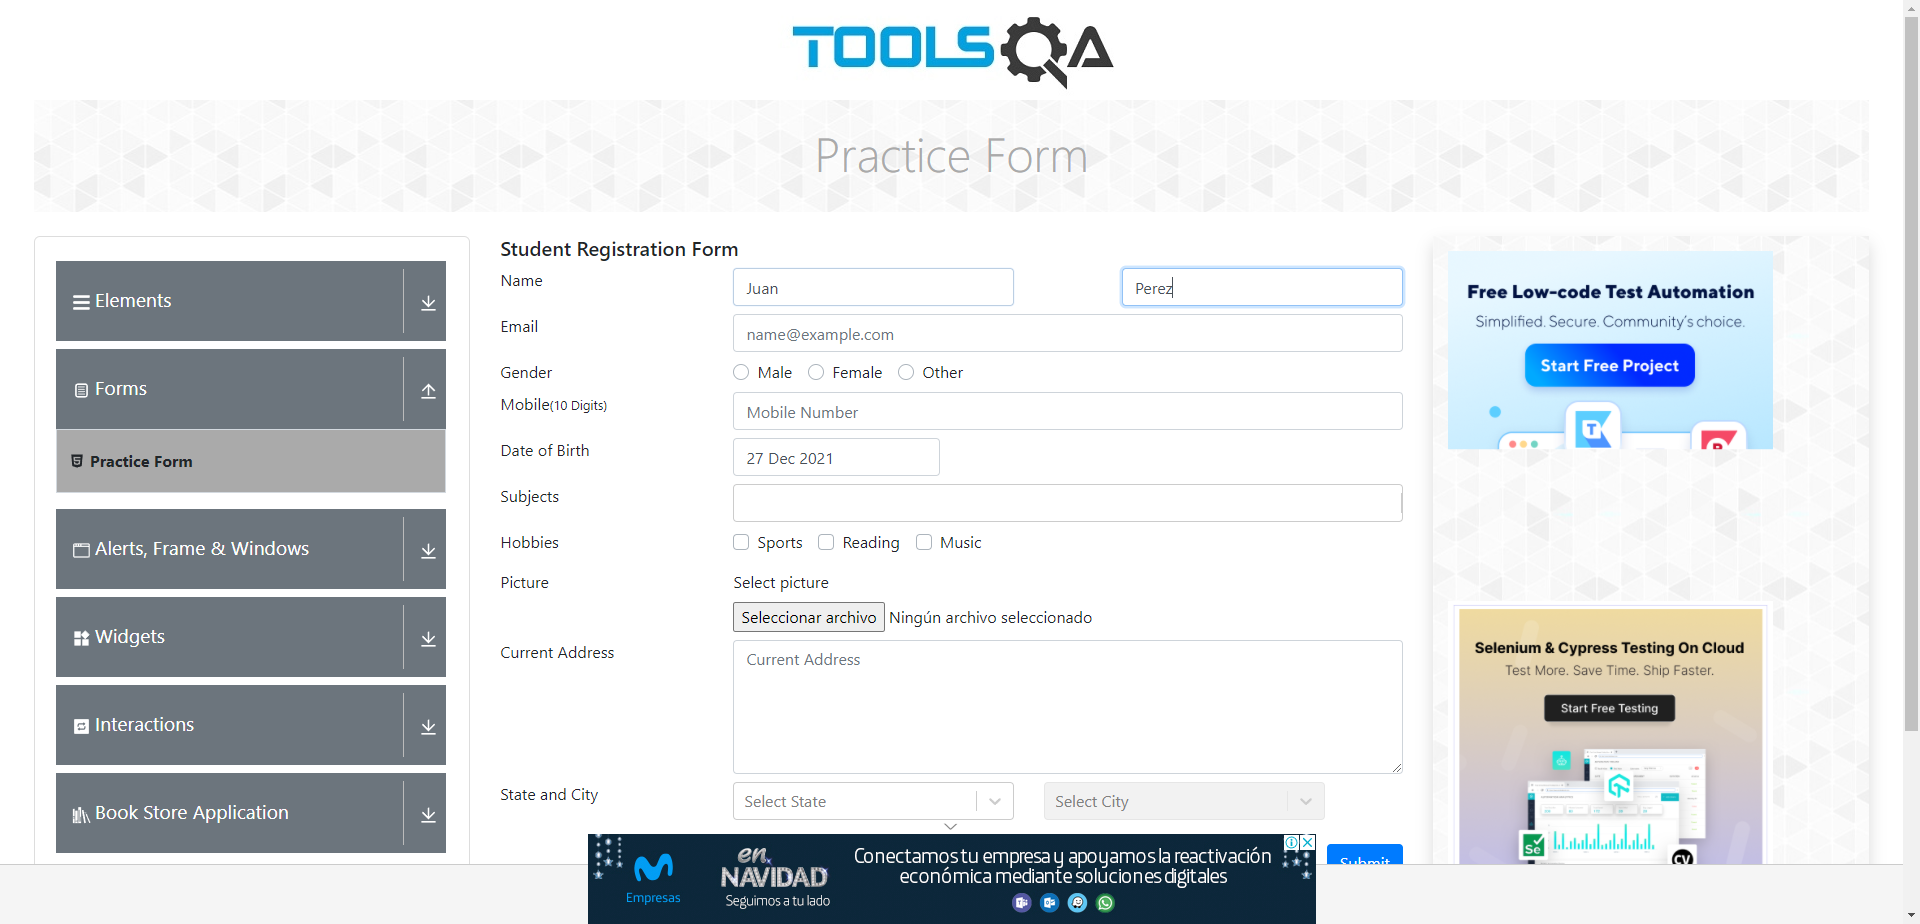 TOOLSQA
Practice Form
Elements
Forms
Practice Form
Alerts, Frame & Windows
Widgets
Interactions
Book Store Application
Student Registration Form
Name
Juan
Perez
Email
name@example.com
Gender
Male
Female
Other
Mobile(10 Digits)
Mobile Number
Date of Birth
27 Dec 2021
Subjects
Hobbies
Sports
Reading
Music
Picture
Select picture
Seleccionar archivo Ningún archivo seleccionado
Current Address
Current Address
State and City
Select State
Select City
Submit
Free Low-code Test Automation
Simplified. Secure. Community's choice.
Start Free Project
T
Selenium & Cypress Testing On Cloud
Test More. Save Time. Ship Faster.
Start Free Testing
Se
CY
Empresas
en
NAVIDAD
Seguimos a tu lado
Conectamos tu empresa y apoyamos la reactivación
económica mediante soluciones digitales